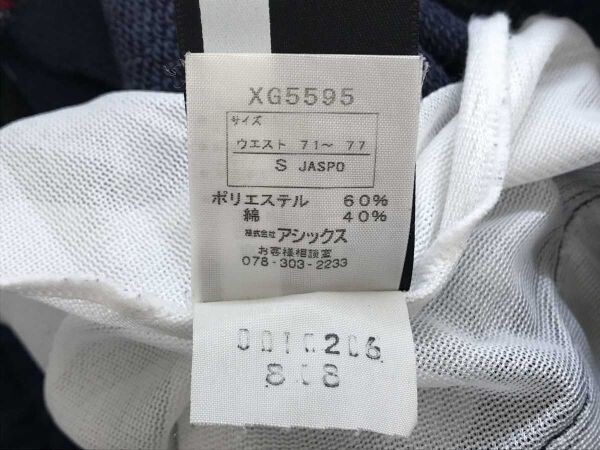 XG5595
サイズ
ウエスト 71～ 77
S JASPO
ポリエステル 60%
綿 40%
株式会社 アシックス
お客様相談室
078-303-2233
0010206
808